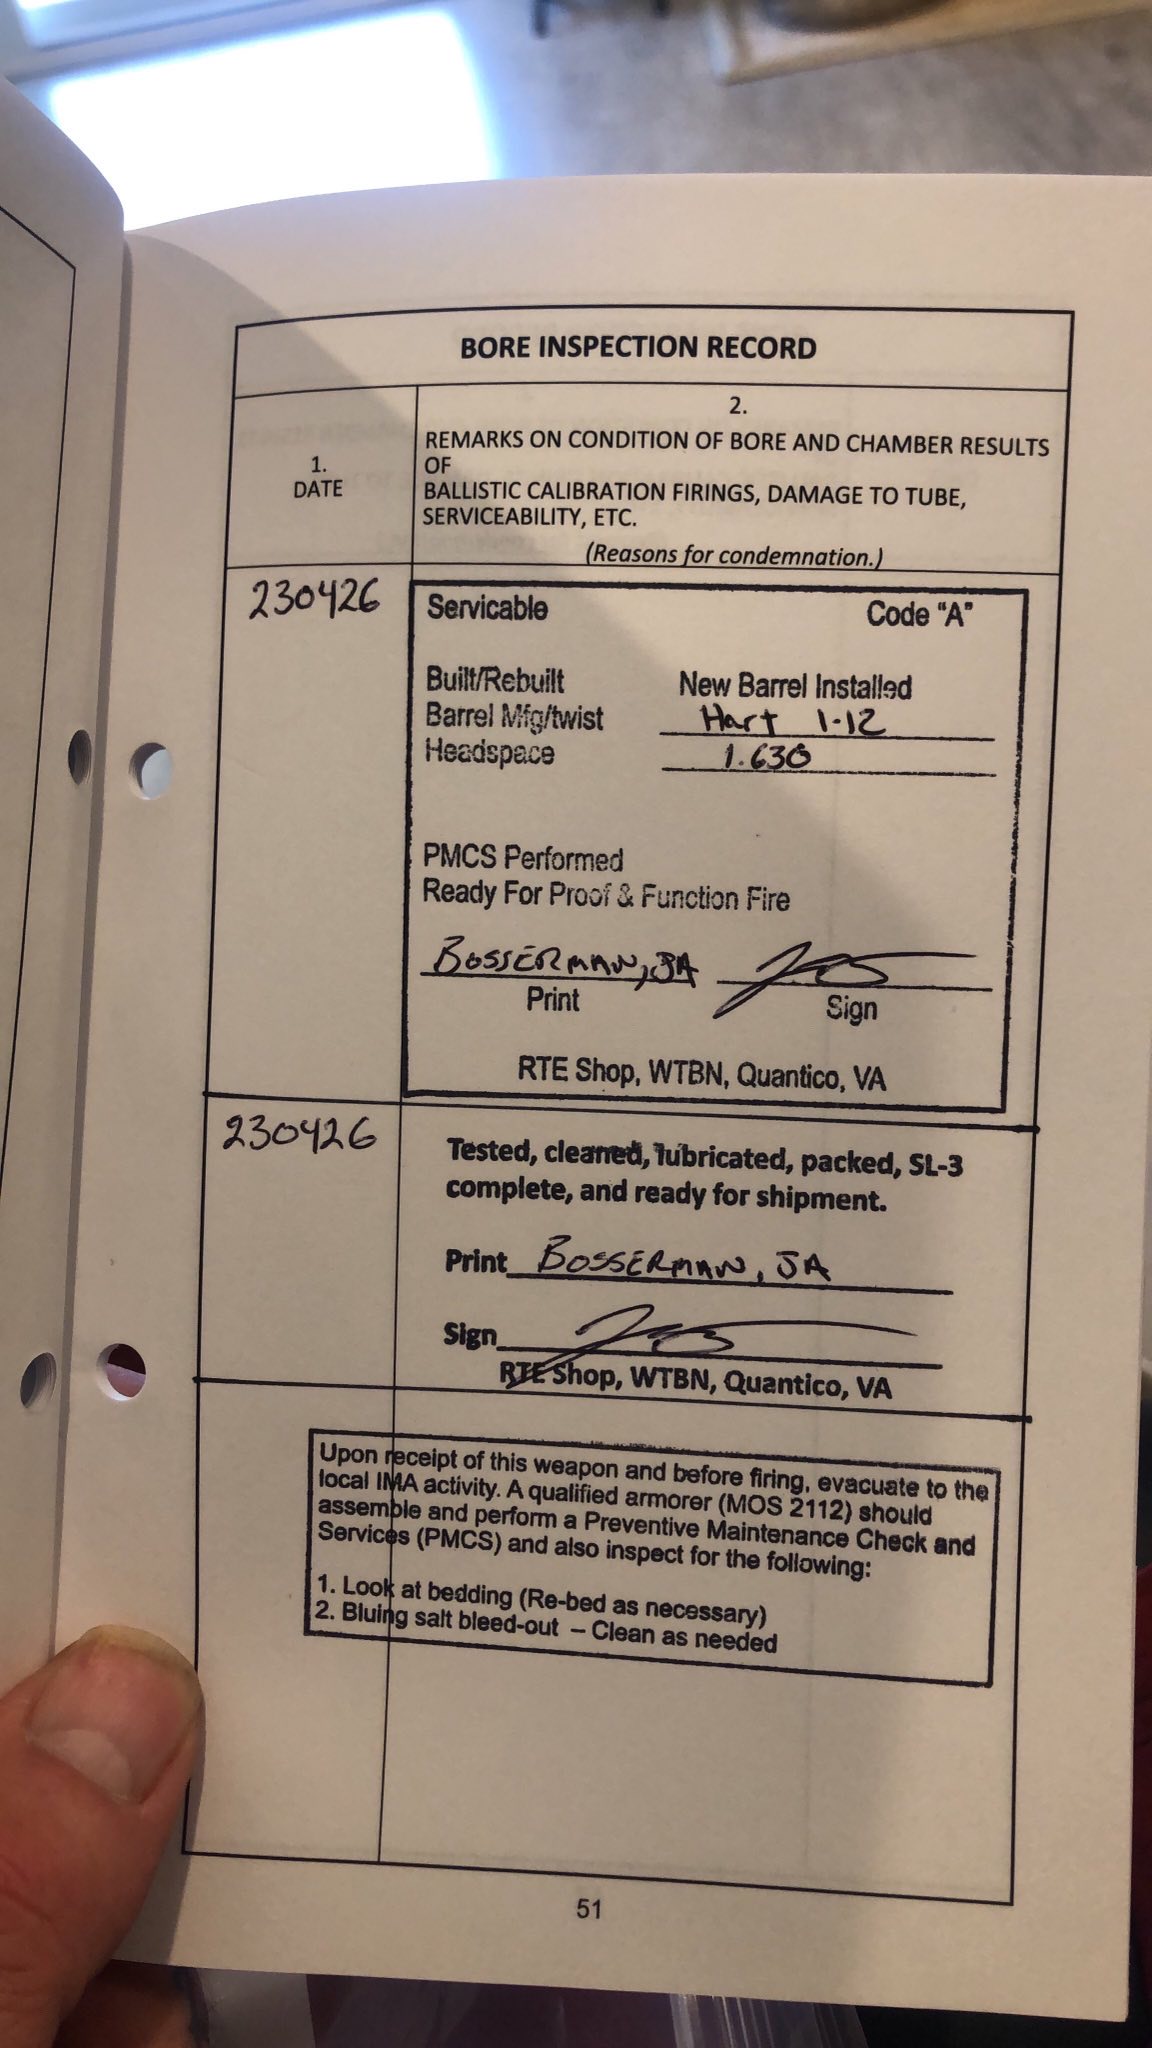 BORE INSPECTION RECORD
1.
DATE
2.
REMARKS ON CONDITION OF BORE AND CHAMBER RESULTS
OF
BALLISTIC CALIBRATION FIRINGS, DAMAGE TO TUBE,
SERVICEABILITY, ETC.
(Reasons for condemnation.)
230426
Servicable Code "A"
Built/Rebuilt New Barrel Installed
Barrel Mfg/twist Hart 1-12
Headspace 1.630
PMCS Performed
Ready For Proof & Function Fire
BOSSERMAN, JA
Print Sign
RTE Shop, WTBN, Quantico, VA
230426
Tested, cleaned, lubricated, packed, SL-3
complete, and ready for shipment.
Print BOSSERMAN, JA
Sign
RTE Shop, WTBN, Quantico, VA
Upon receipt of this weapon and before firing, evacuate to the
local IMA activity. A qualified armorer (MOS 2112) should
assemble and perform a Preventive Maintenance Check and
Services (PMCS) and also inspect for the following:
1. Look at bedding (Re-bed as necessary)
2. Bluing salt bleed-out – Clean as needed
51